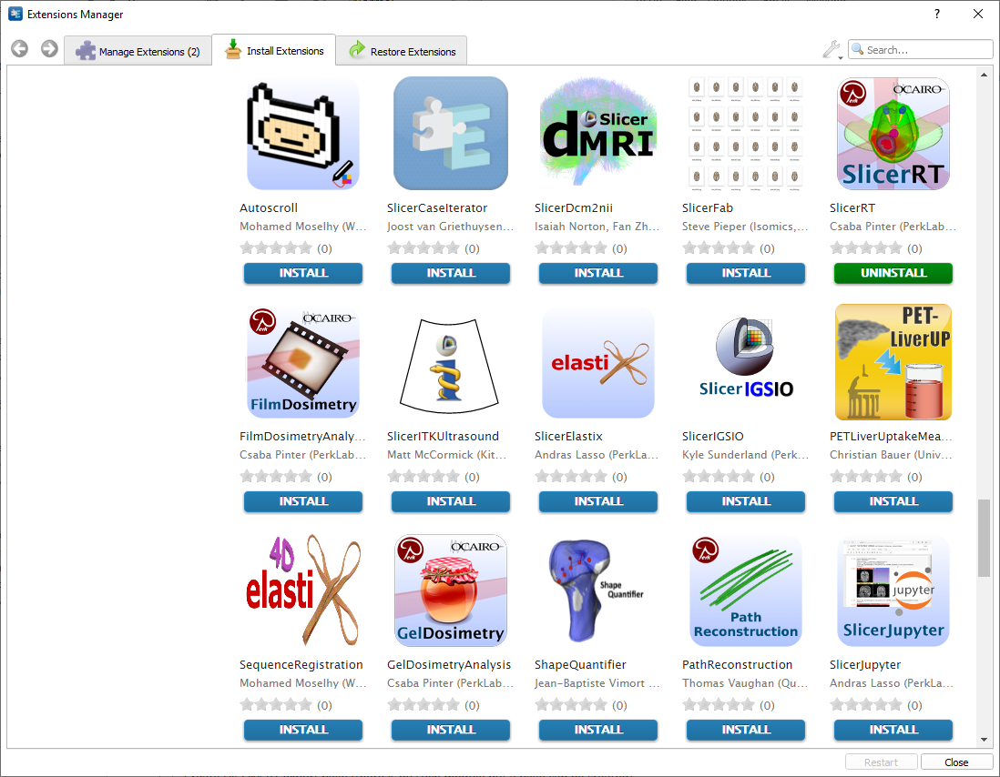 Extensions Manager
?
Manage Extensions (2)
Install Extensions
Restore Extensions
Search...
Slicer
dMRI
Perk
OCAIRO
SlicerRT
Autoscroll
SlicerCaseIterator
SlicerDcm2nii
SlicerFab
SlicerRT
Mohamed Moselhy (W...
Joost van Griethuysen...
Isaiah Norton, Fan Zh...
Steve Pieper (Isomics,...
Csaba Pinter (PerkLab...
(0)
(0)
(0)
(0)
(0)
INSTALL
INSTALL
INSTALL
INSTALL
UNINSTALL
Perk
OCAIRO
FilmDosimetry
elastix
SlicerIGSIO
PET-
LiverUP
FilmDosimetryAnaly...
SlicerITKUltrasound
SlicerElastix
SlicerIGSIO
PETLiverUptakeMea...
Csaba Pinter (PerkLab...
Matt McCormick (Kit...
Andras Lasso (PerkLa...
Kyle Sunderland (Perk...
Christian Bauer (Univ...
(0)
(0)
(0)
(0)
(0)
INSTALL
INSTALL
INSTALL
INSTALL
INSTALL
4D
elastix
Perk
OCAIRO
GelDosimetry
Shape
Quantifier
Perk
Path
Reconstruction
jupyter
SlicerJupyter
SequenceRegistration
GelDosimetryAnalysis
ShapeQuantifier
PathReconstruction
SlicerJupyter
Mohamed Moselhy (W...
Csaba Pinter (PerkLab...
Jean-Baptiste Vimort ...
Thomas Vaughan (Qu...
Andras Lasso (PerkLa...
(0)
(0)
(0)
(0)
(0)
INSTALL
INSTALL
INSTALL
INSTALL
INSTALL
Restart
Close